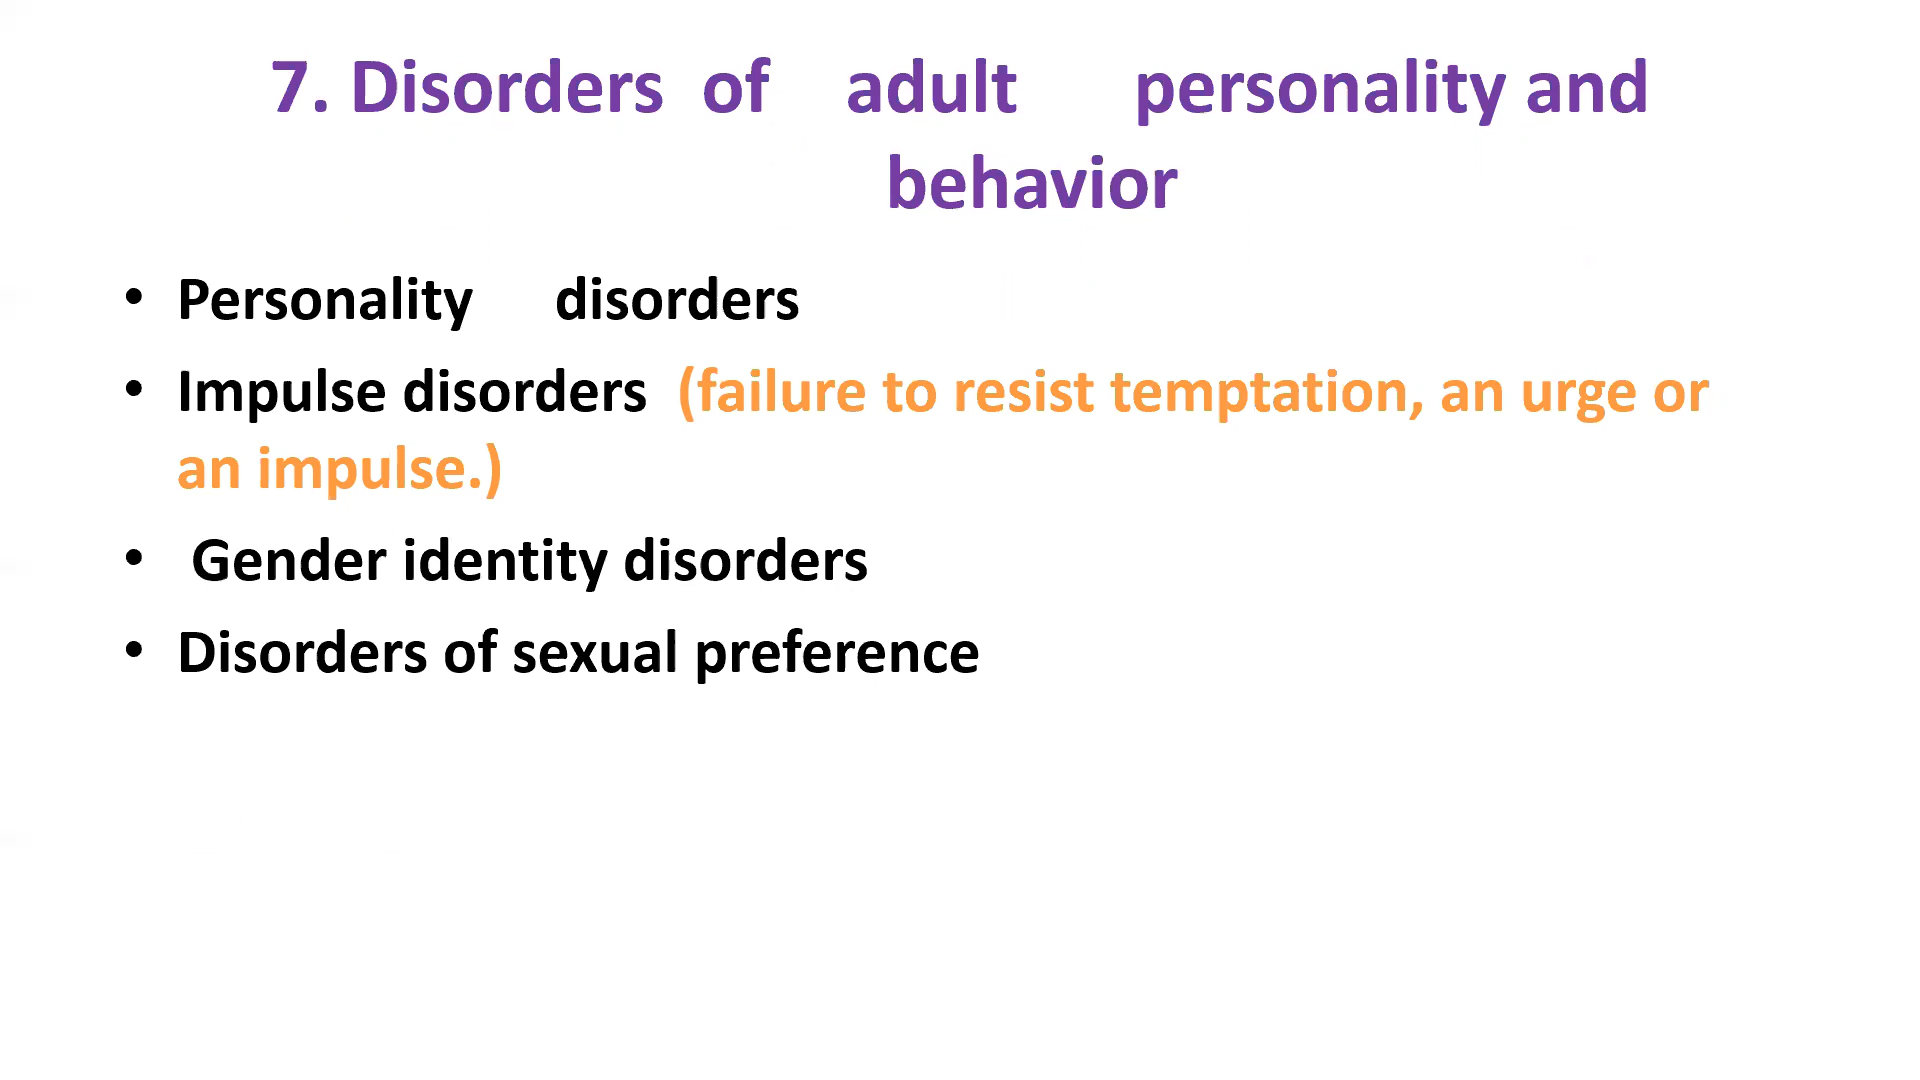 7. Disorders of adult personality and
behavior
• Personality disorders
• Impulse disorders (failure to resist temptation, an urge or
an impulse.)
• Gender identity disorders
• Disorders of sexual preference